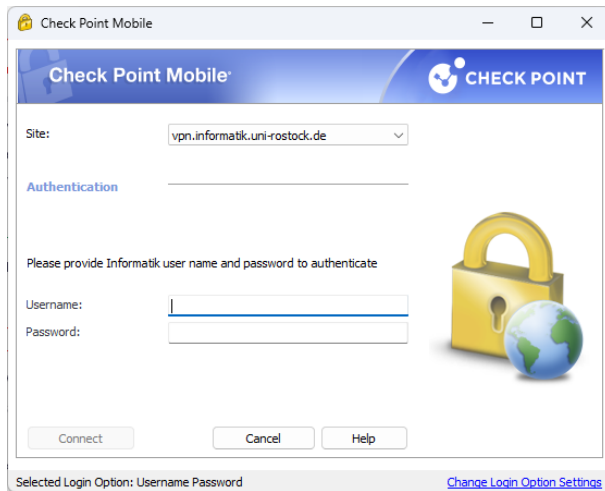 Check Point Mobile
Check Point Mobile
CHECK POINT
Site:
vpn.informatik.uni-rostock.de
Authentication
Please provide Informatik user name and password to authenticate
Username:
Password:
Connect
Cancel
Help
Selected Login Option: Username Password
Change Login Option Settings